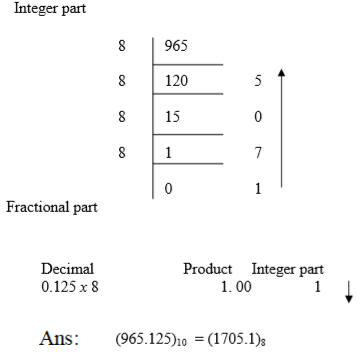 Integer part
8 965
8 120 5
8 15 0
8 1 7
0 1
Fractional part
Decimal Product Integer part
0.125 x 8 1. 00 1
Ans: (965.125)₁₀ = (1705.1)₈